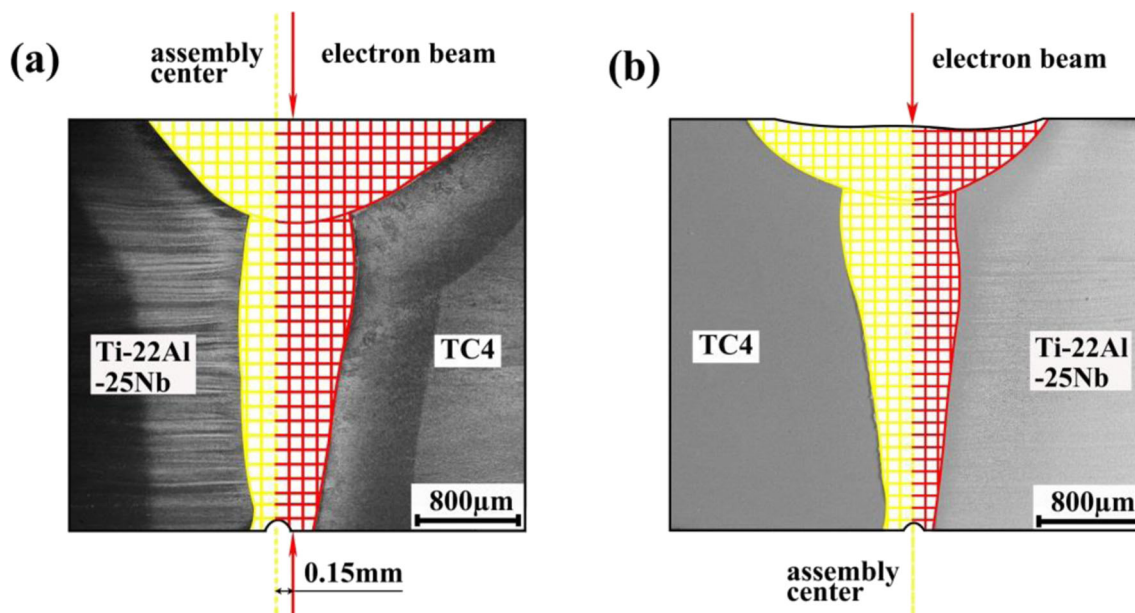 (a)
assembly
center
electron beam
Ti-22Al
-25Nb
TC4
800μm
0.15mm
(b)
electron beam
TC4
Ti-22Al
-25Nb
800μm
assembly
center